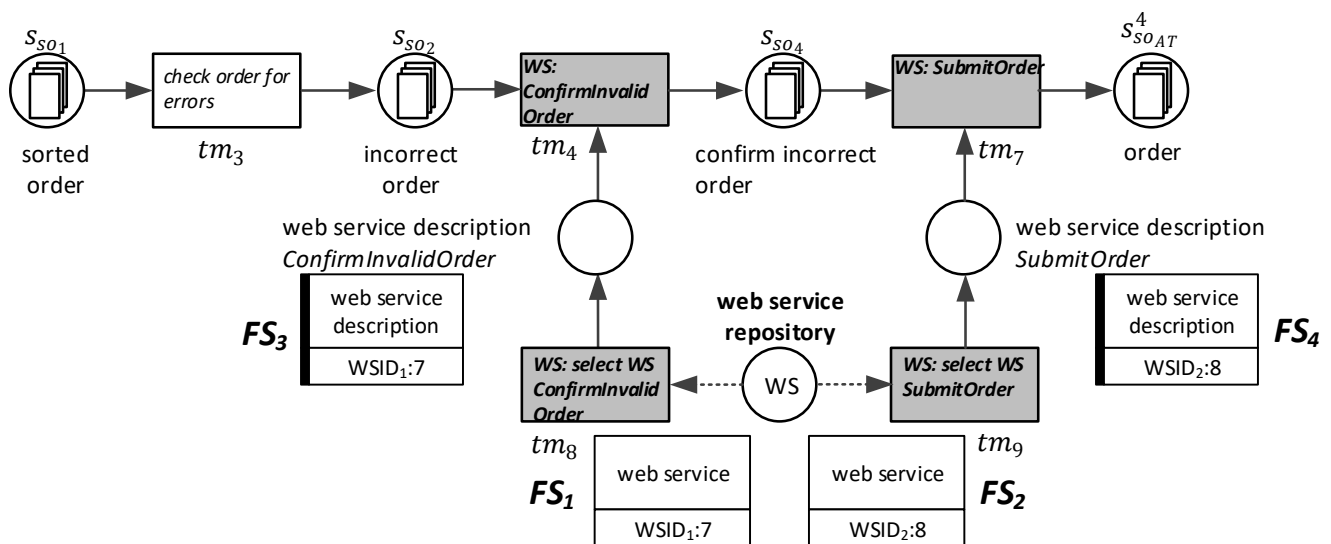 s_so1
s_so2
s_so4
s^4_soAT
check order for
errors
WS:
ConfirmInvalid
Order
WS: SubmitOrder
tm3
tm4
tm7
sorted
order
incorrect
order
confirm incorrect
order
order
web service description
ConfirmInvalidOrder
web service description
SubmitOrder
FS3
web service
description
WSID1:7
web service
repository
WS
web service
description
WSID2:8
FS4
WS: select WS
ConfirmInvalid
Order
WS: select WS
SubmitOrder
tm8
tm9
FS1
web service
WSID1:7
web service
WSID2:8
FS2